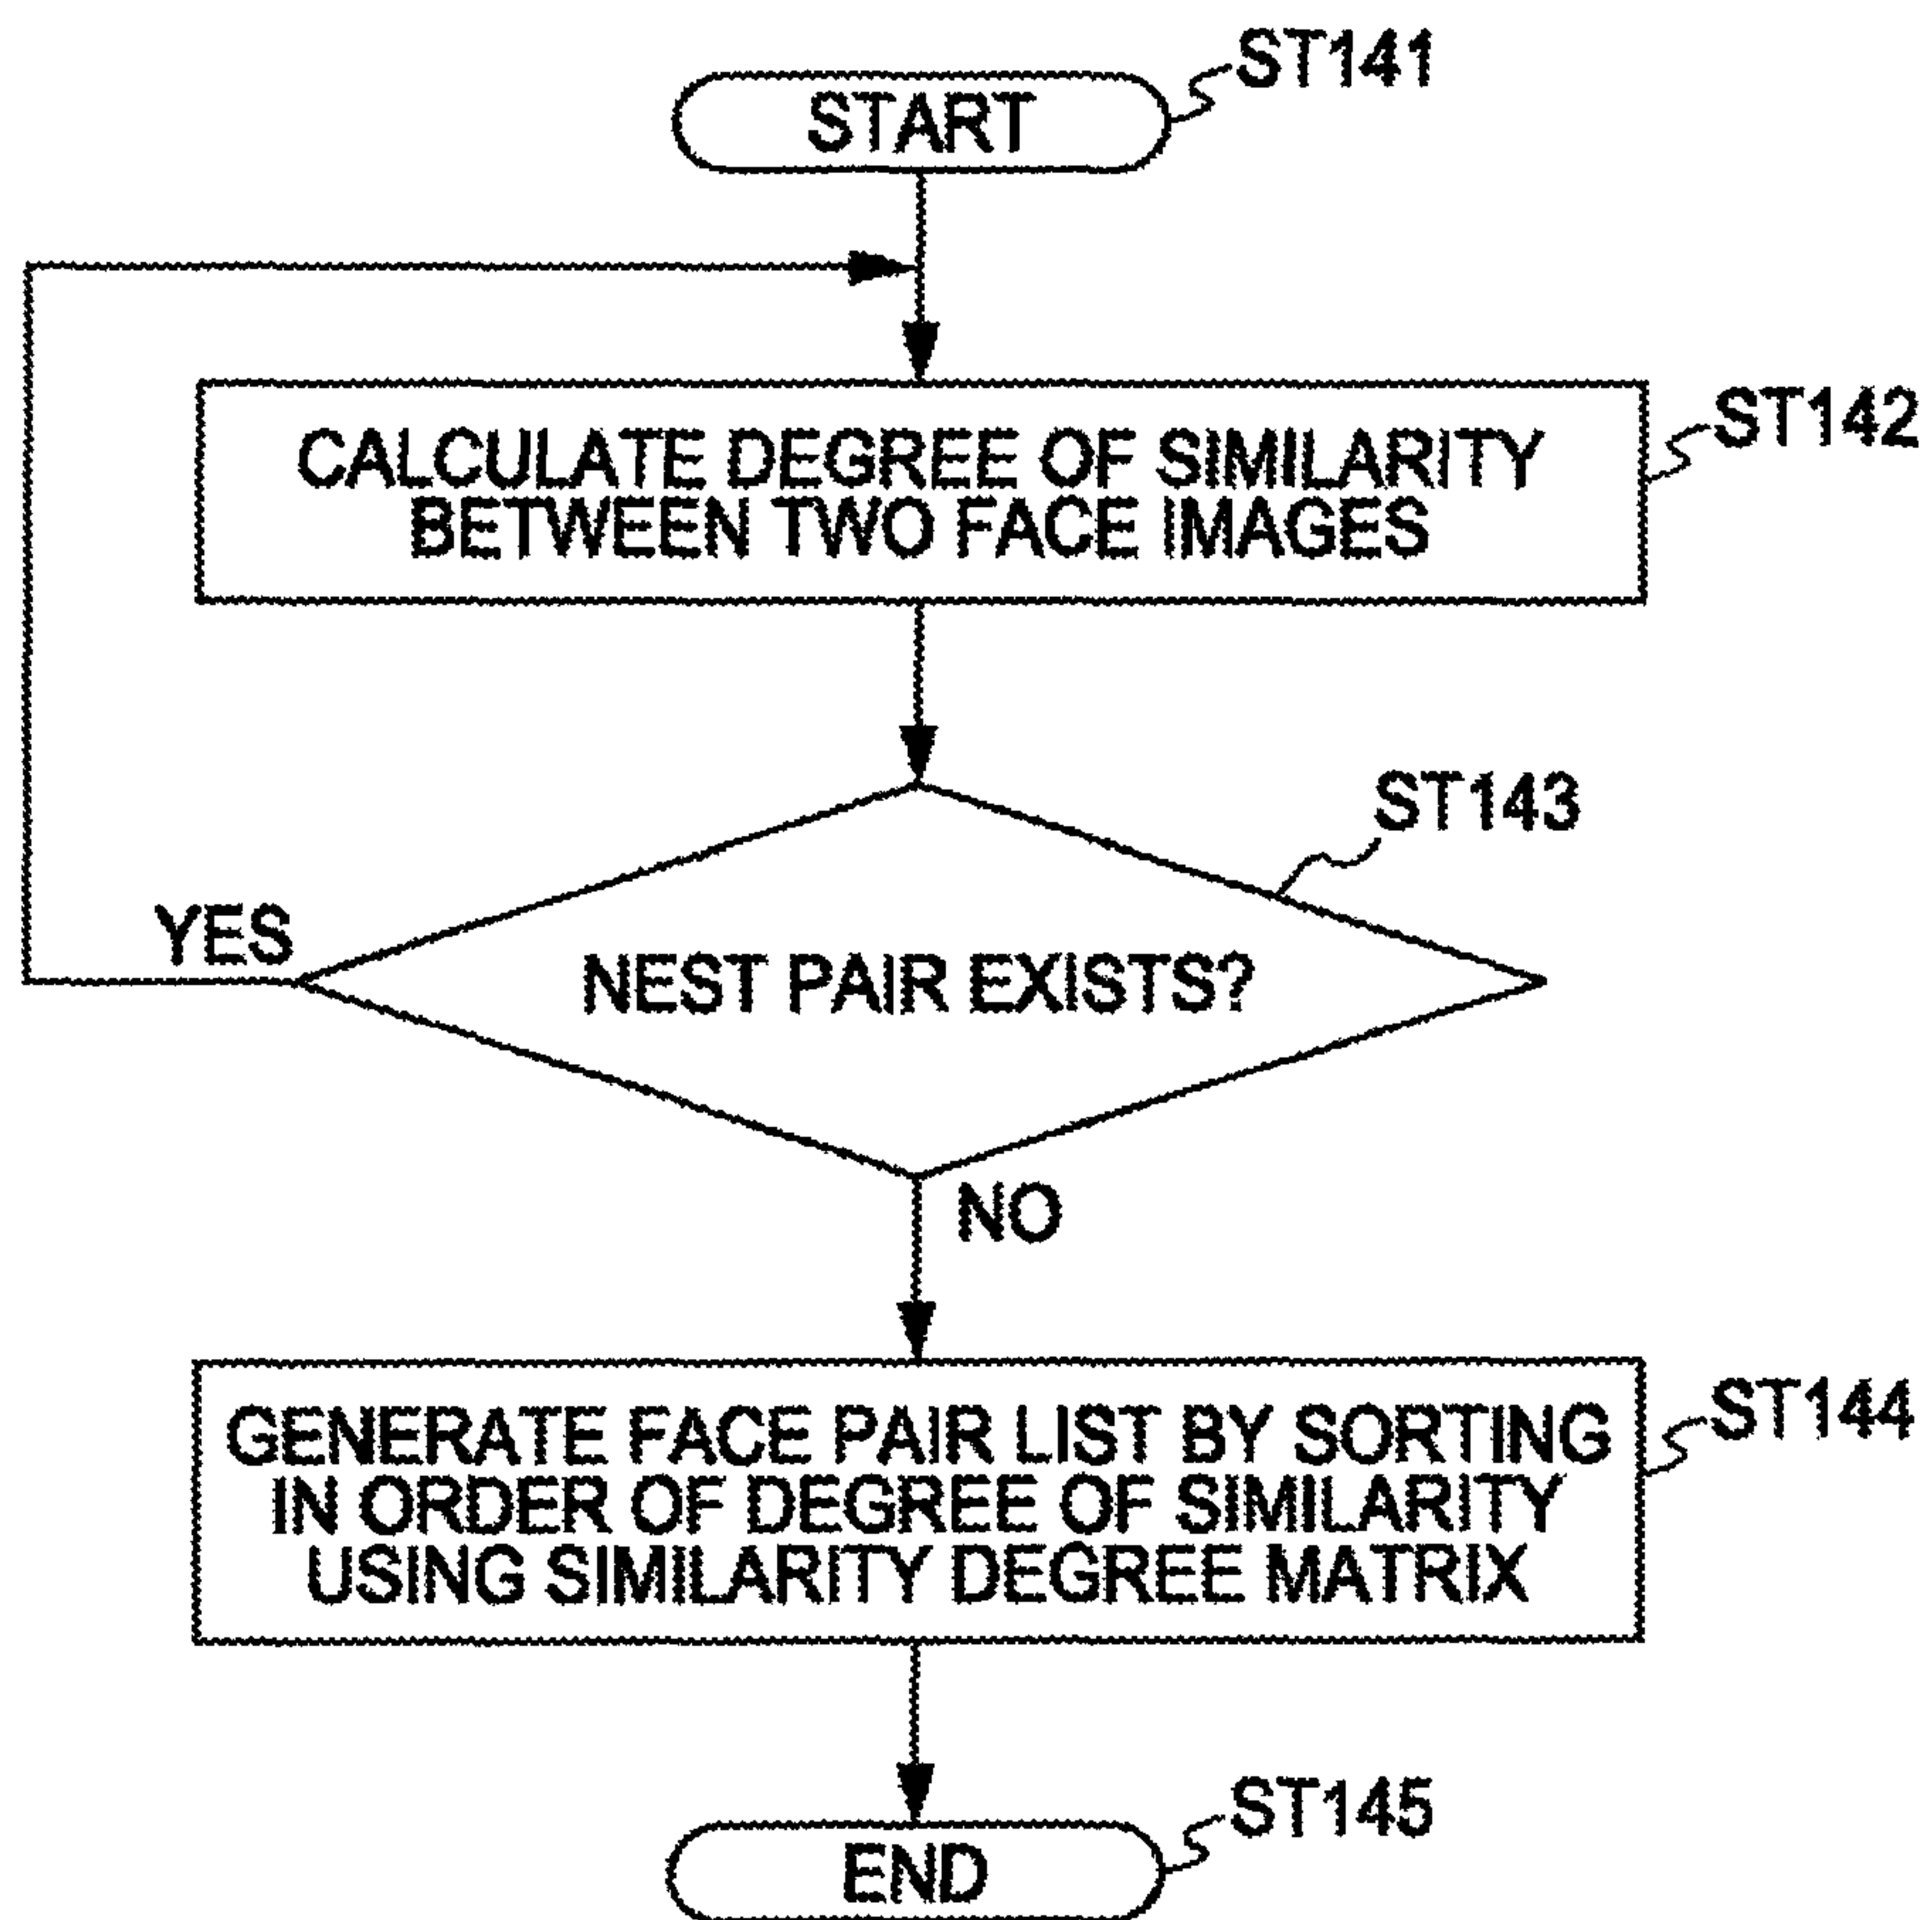 ST141
START
CALCULATE DEGREE OF SIMILARITY
BETWEEN TWO FACE IMAGES
ST142
ST143
YES
NEST PAIR EXISTS?
NO
GENERATE FACE PAIR LIST BY SORTING
IN ORDER OF DEGREE OF SIMILARITY
USING SIMILARITY DEGREE MATRIX
ST144
ST145
END